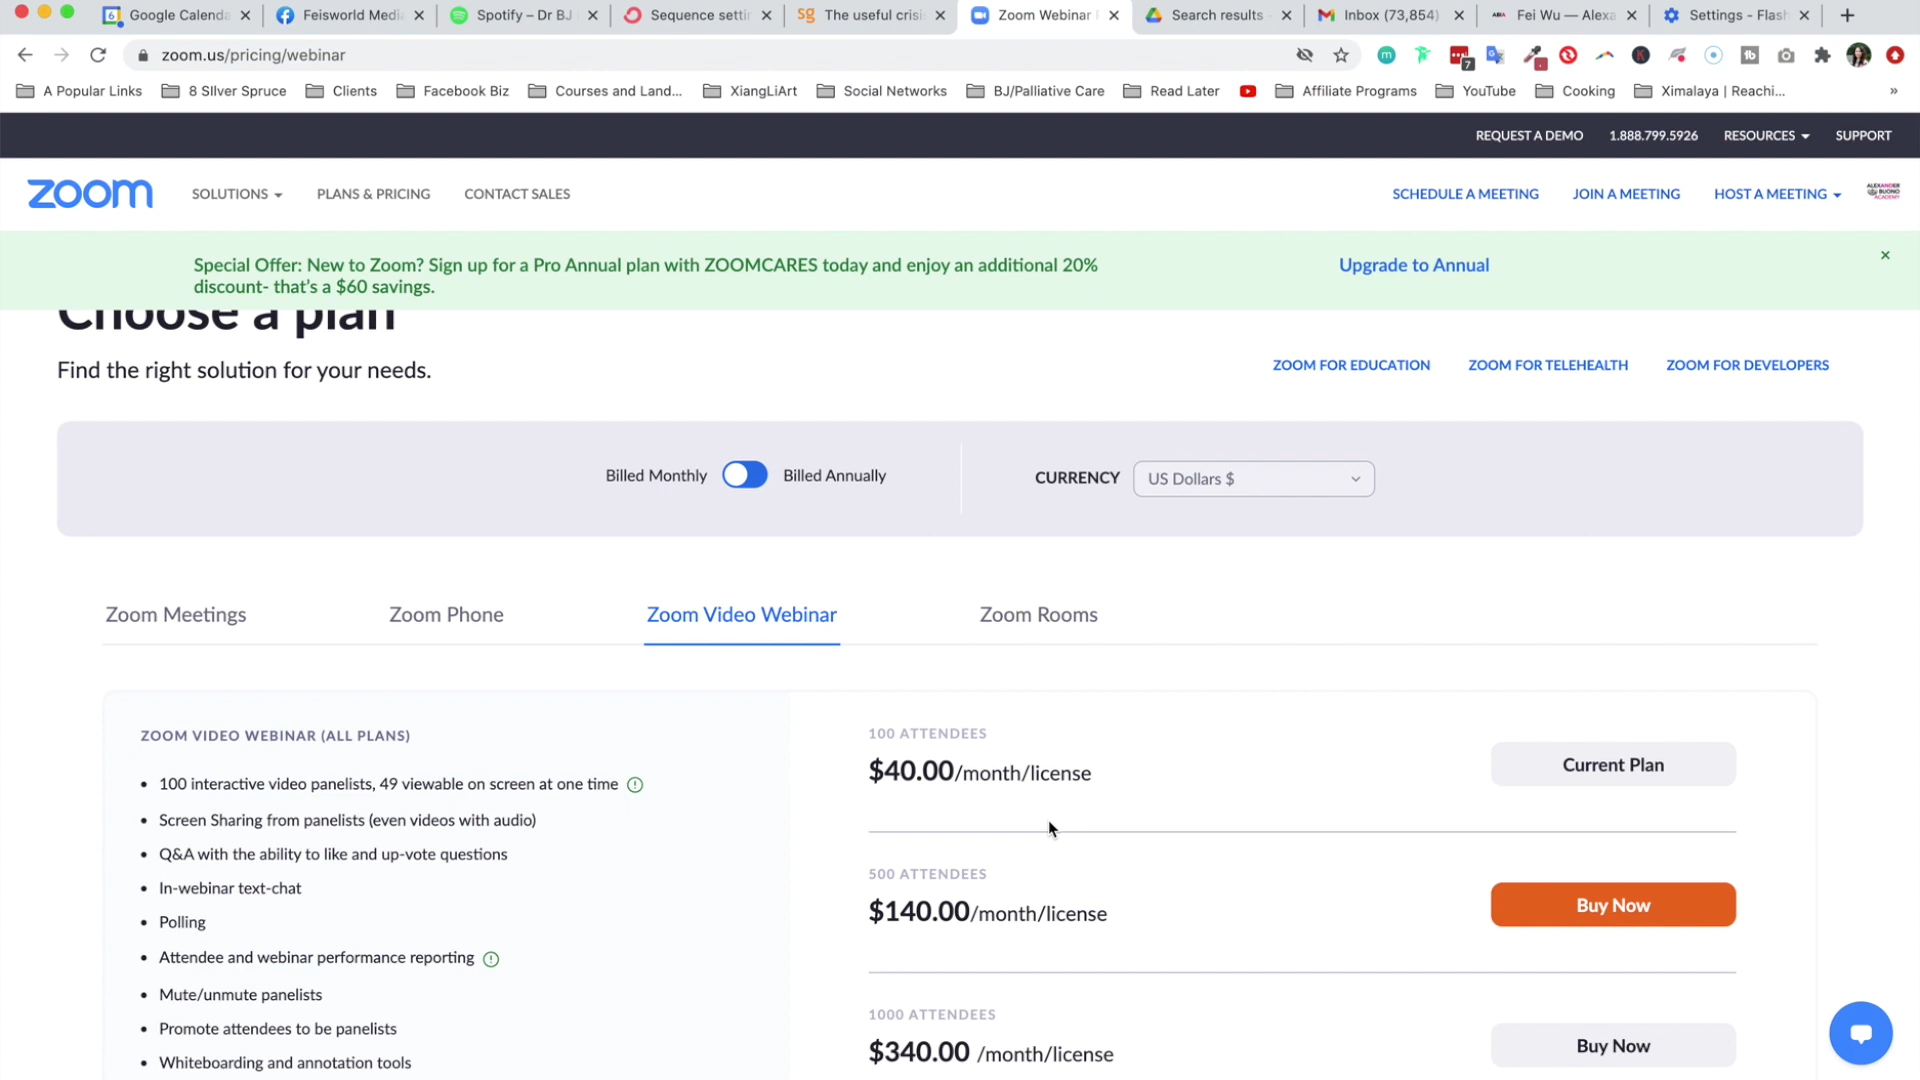 Google Calenda
Feisworld Medi
Spotify – Dr BJ
Sequence setti
The useful crisi
Zoom Webinar
Search results
Inbox (73,854)
Fei Wu — Alexa
Settings - Flash
zoom.us/pricing/webinar
A Popular Links
8 SIlver Spruce
Clients
Facebook Biz
Courses and Land...
XiangLiArt
Social Networks
BJ/Palliative Care
Read Later
Affiliate Programs
YouTube
Cooking
Ximalaya | Reachi...
»
REQUEST A DEMO
1.888.799.5926
RESOURCES
SUPPORT
zoom
SOLUTIONS
PLANS & PRICING
CONTACT SALES
SCHEDULE A MEETING
JOIN A MEETING
HOST A MEETING
ALEXANDER
BUONO
ACADEMY
Special Offer: New to Zoom? Sign up for a Pro Annual plan with ZOOMCARES today and enjoy an additional 20%
discount- that's a $60 savings.
Upgrade to Annual
Choose a plan
Find the right solution for your needs.
ZOOM FOR EDUCATION
ZOOM FOR TELEHEALTH
ZOOM FOR DEVELOPERS
Billed Monthly
Billed Annually
CURRENCY
US Dollars $
Zoom Meetings
Zoom Phone
Zoom Video Webinar
Zoom Rooms
ZOOM VIDEO WEBINAR (ALL PLANS)
• 100 interactive video panelists, 49 viewable on screen at one time
• Screen Sharing from panelists (even videos with audio)
• Q&A with the ability to like and up-vote questions
• In-webinar text-chat
• Polling
• Attendee and webinar performance reporting
• Mute/unmute panelists
• Promote attendees to be panelists
• Whiteboarding and annotation tools
100 ATTENDEES
$40.00/month/license
Current Plan
500 ATTENDEES
$140.00/month/license
Buy Now
1000 ATTENDEES
$340.00 /month/license
Buy Now